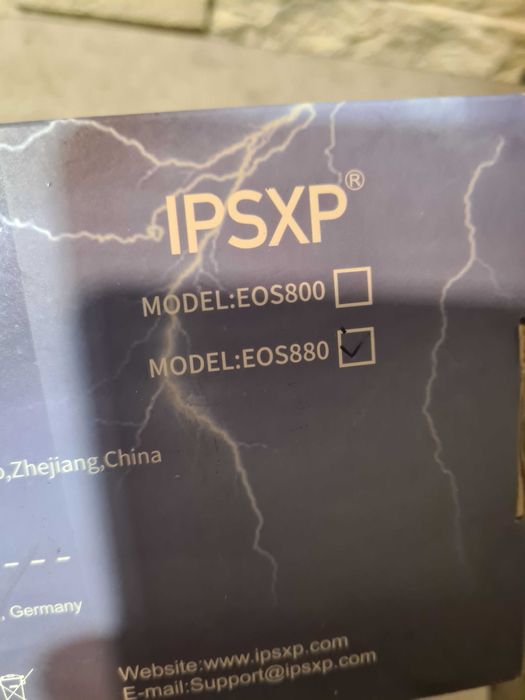 IPSXP®
MODEL:EOS800
MODEL:EOS880
,Zhejiang,China
, Germany
Website:www.ipsxp.com
E-mail:Support@ipsxp.com